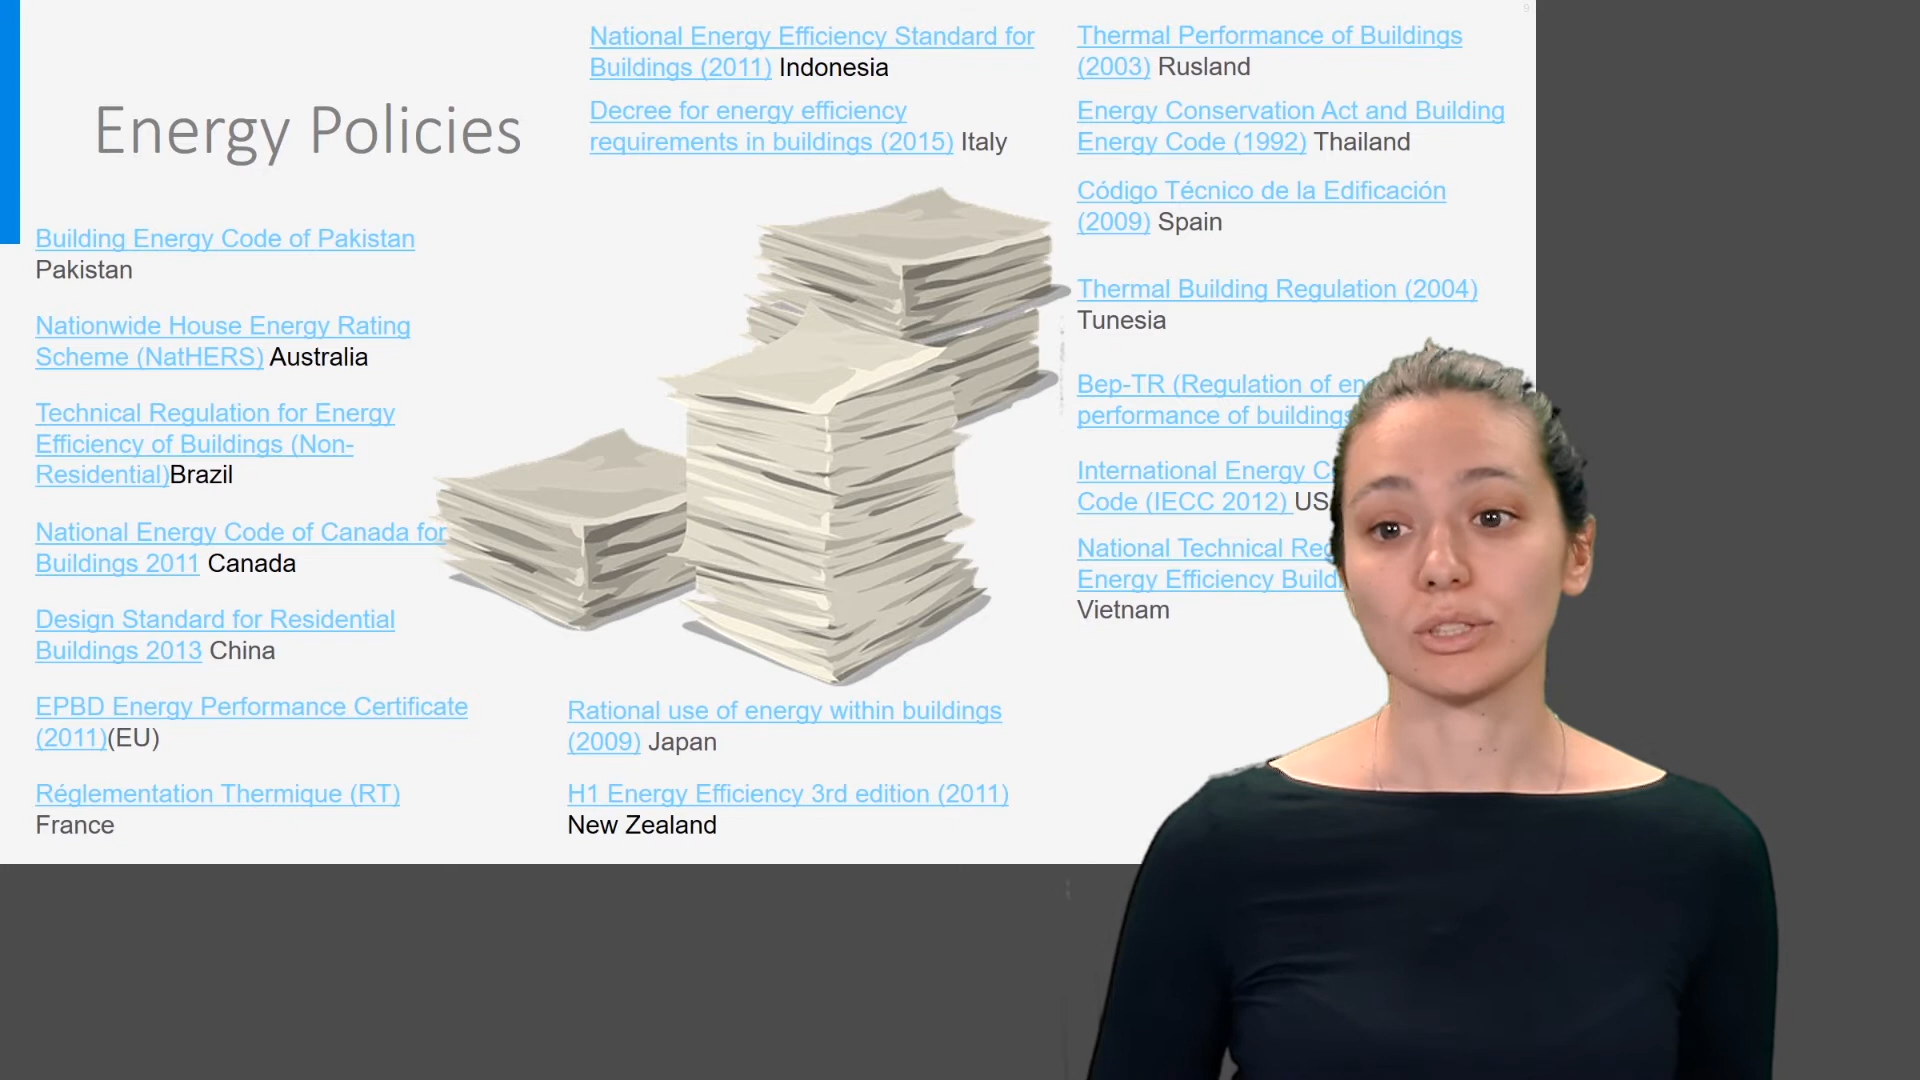 Energy Policies
Building Energy Code of Pakistan
Pakistan
Nationwide House Energy Rating
Scheme (NatHERS) Australia
Technical Regulation for Energy
Efficiency of Buildings (Non-
Residential)Brazil
National Energy Code of Canada for
Buildings 2011 Canada
Design Standard for Residential
Buildings 2013 China
EPBD Energy Performance Certificate
(2011)(EU)
Réglementation Thermique (RT)
France
National Energy Efficiency Standard for
Buildings (2011) Indonesia
Decree for energy efficiency
requirements in buildings (2015) Italy
Rational use of energy within buildings
(2009) Japan
H1 Energy Efficiency 3rd edition (2011)
New Zealand
9
Thermal Performance of Buildings
(2003) Rusland
Energy Conservation Act and Building
Energy Code (1992) Thailand
Código Técnico de la Edificación
(2009) Spain
Thermal Building Regulation (2004)
Tunesia
Bep-TR (Regulation of
performance of buildings
International Energy
Code (IECC 2012)
National Technical
Energy Efficiency
Vietnam